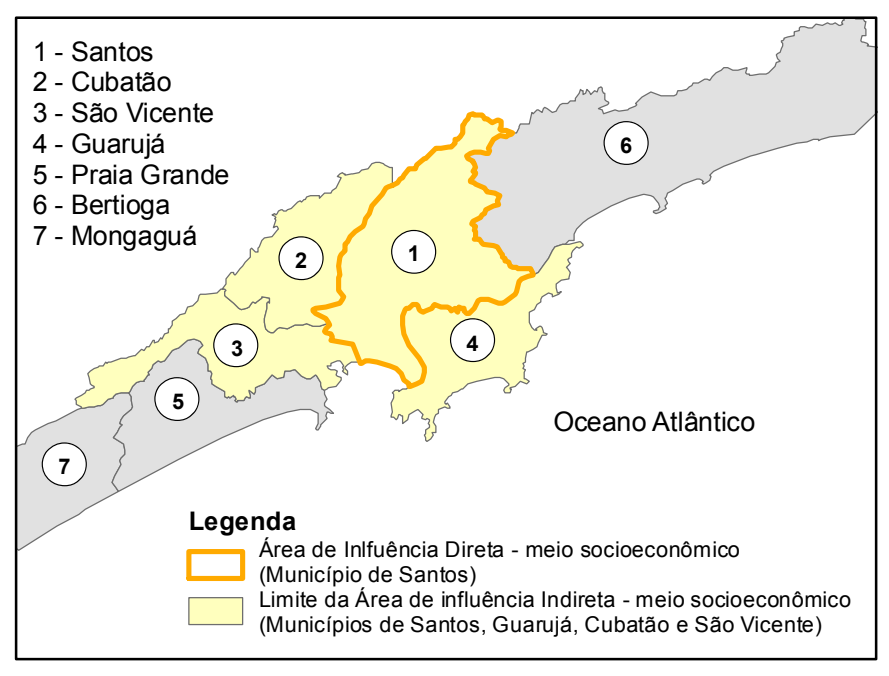 1 - Santos
2 - Cubatão
3 - São Vicente
4 - Guarujá
5 - Praia Grande
6 - Bertioga
7 - Mongaguá
6
1
2
4
3
5
7
Oceano Atlântico
Legenda
Área de Inlfuência Direta - meio socioeconômico
(Município de Santos)
Limite da Área de influência Indireta - meio socioeconômico
(Municípios de Santos, Guarujá, Cubatão e São Vicente)